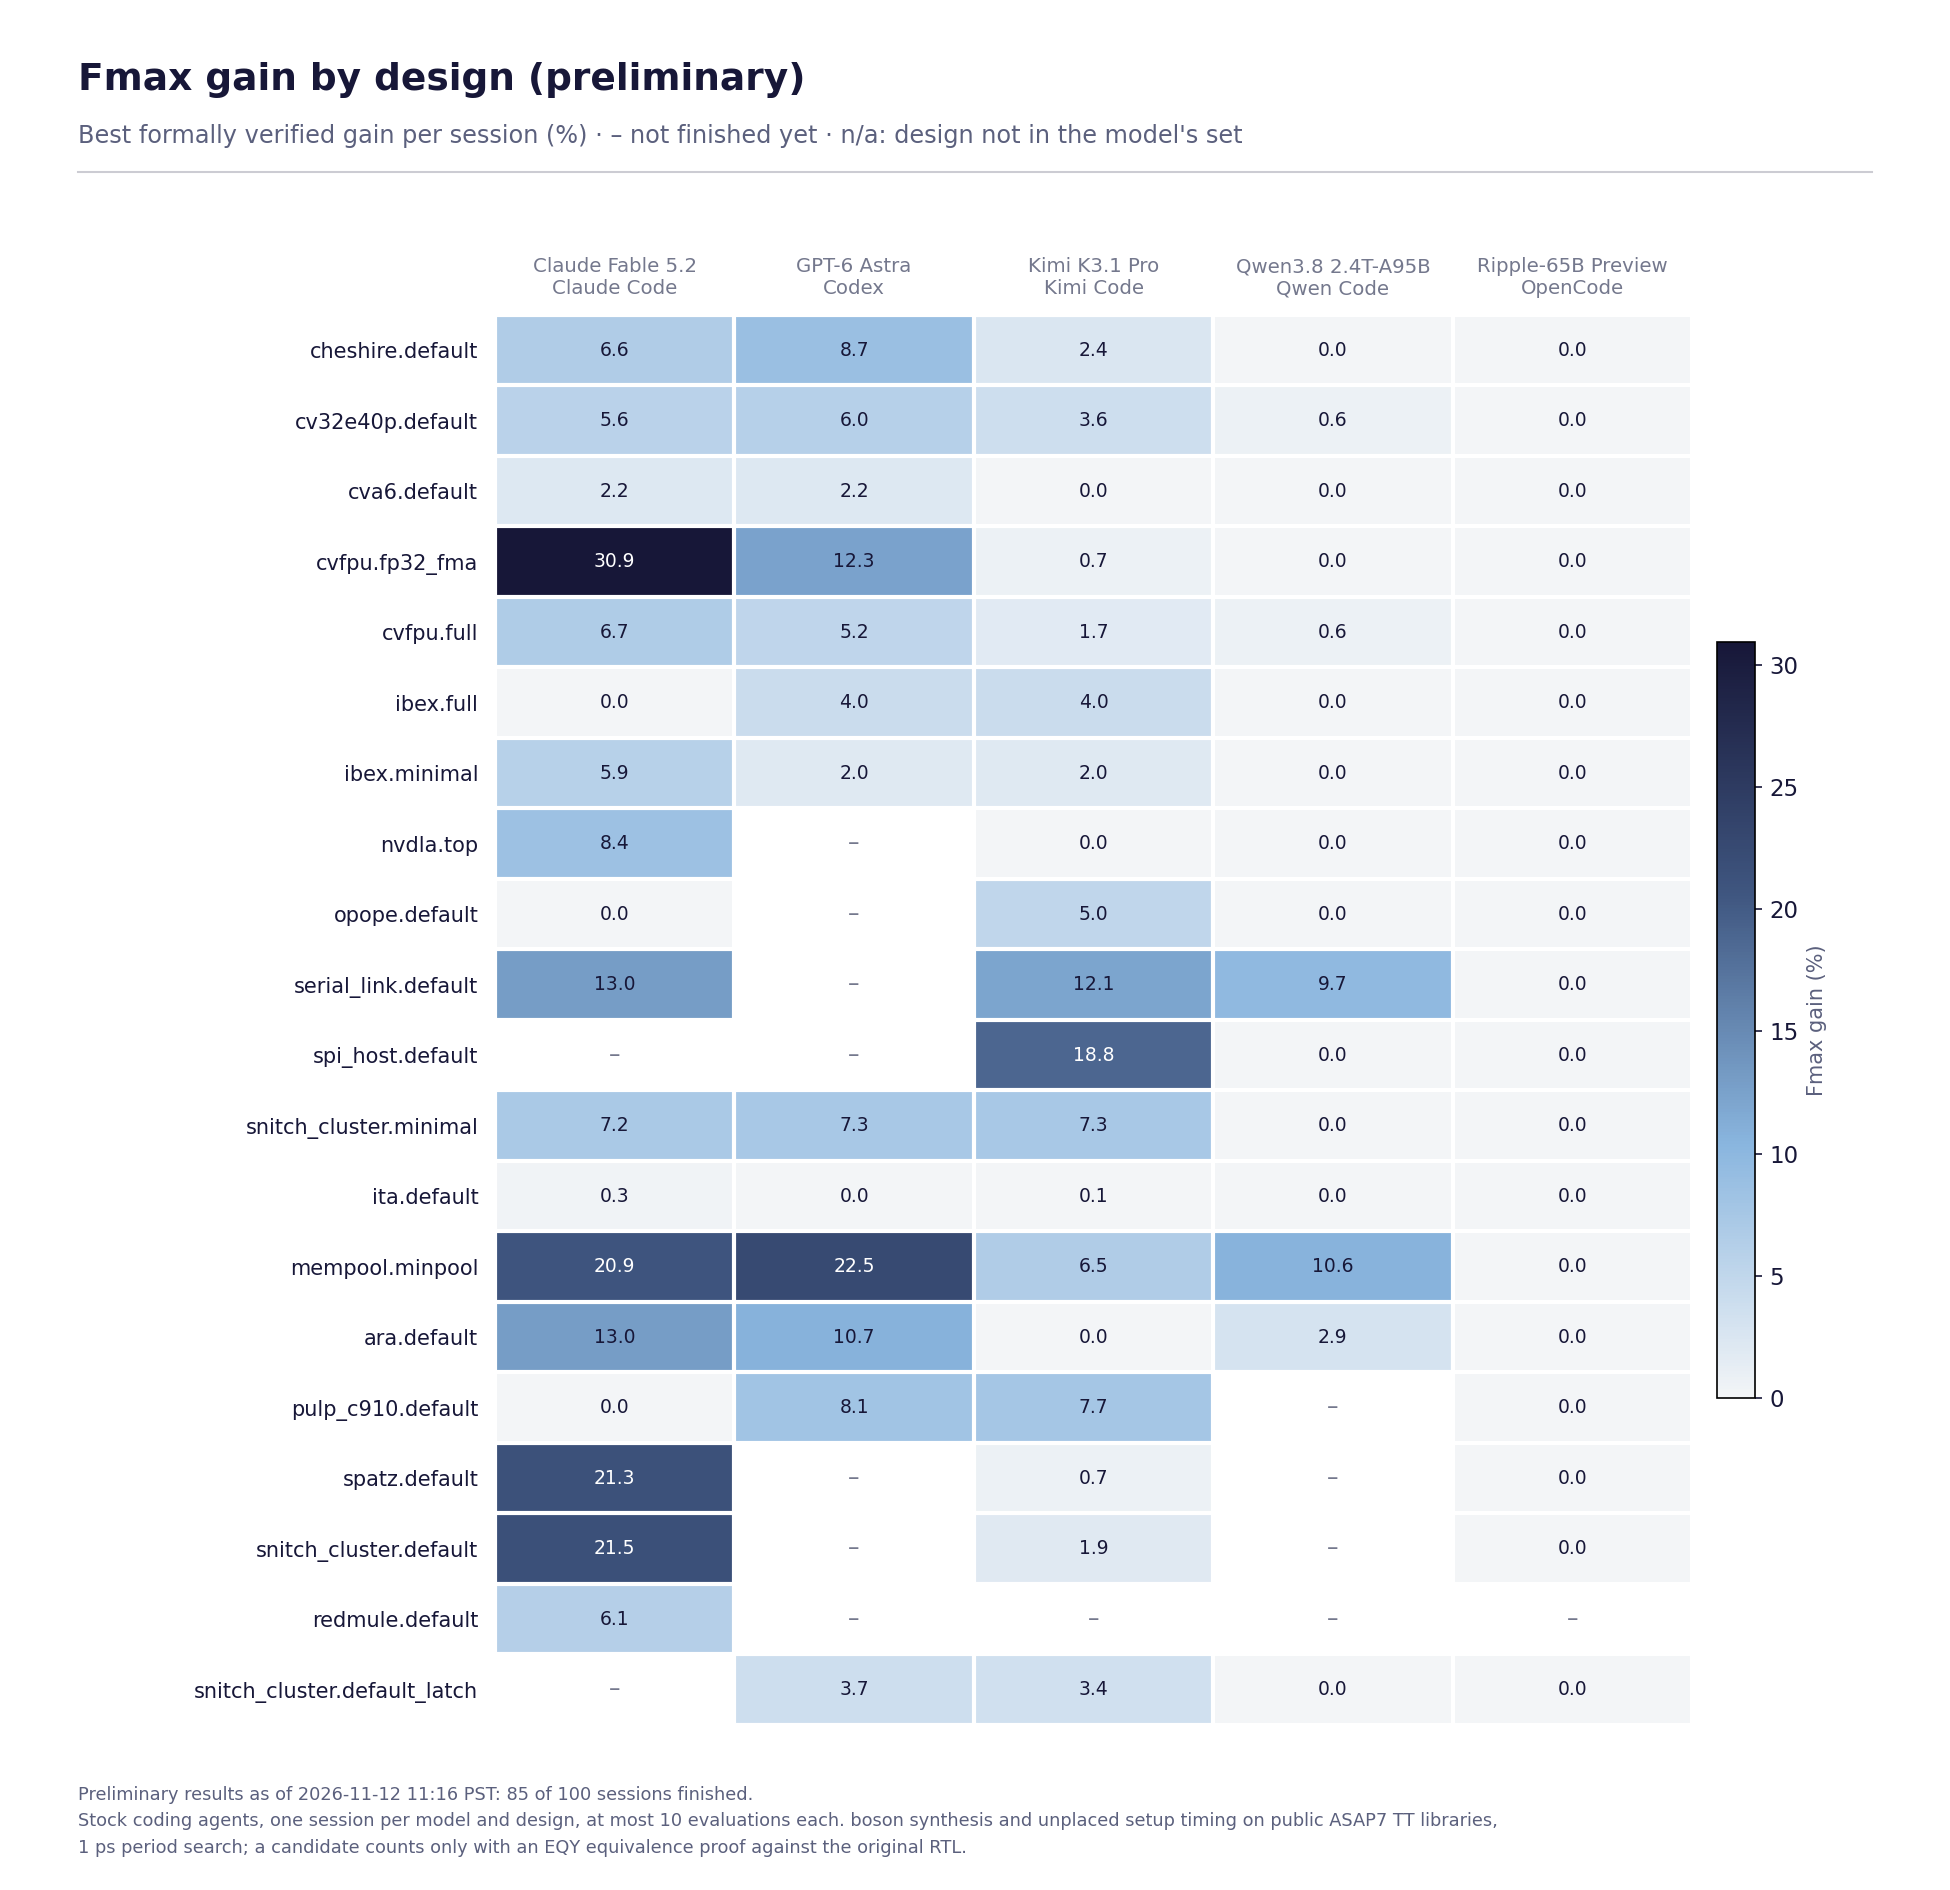 Fmax gain by design (preliminary)
Best formally verified gain per session (%) · – not finished yet · n/a: design not in the model's set
Claude Fable 5.2 GPT-6 Astra Kimi K3.1 Pro Qwen3.8 2.4T-A95B Ripple-65B Preview
Claude Code Codex Kimi Code Qwen Code OpenCode
cheshire.default 6.6 8.7 2.4 0.0 0.0
cv32e40p.default 5.6 6.0 3.6 0.6 0.0
cva6.default 2.2 2.2 0.0 0.0 0.0
cvfpu.fp32_fma 30.9 12.3 0.7 0.0 0.0
cvfpu.full 6.7 5.2 1.7 0.6 0.0
ibex.full 0.0 4.0 4.0 0.0 0.0
ibex.minimal 5.9 2.0 2.0 0.0 0.0
nvdla.top 8.4 – 0.0 0.0 0.0
opope.default 0.0 – 5.0 0.0 0.0
serial_link.default 13.0 – 12.1 9.7 0.0
spi_host.default – – 18.8 0.0 0.0
snitch_cluster.minimal 7.2 7.3 7.3 0.0 0.0
ita.default 0.3 0.0 0.1 0.0 0.0
mempool.minpool 20.9 22.5 6.5 10.6 0.0
ara.default 13.0 10.7 0.0 2.9 0.0
pulp_c910.default 0.0 8.1 7.7 – 0.0
spatz.default 21.3 – 0.7 – 0.0
snitch_cluster.default 21.5 – 1.9 – 0.0
redmule.default 6.1 – – – –
snitch_cluster.default_latch – 3.7 3.4 0.0 0.0
30
25
20
15
10
5
0
Fmax gain (%)
Preliminary results as of 2026-11-12 11:16 PST: 85 of 100 sessions finished.
Stock coding agents, one session per model and design, at most 10 evaluations each. boson synthesis and unplaced setup timing on public ASAP7 TT libraries,
1 ps period search; a candidate counts only with an EQY equivalence proof against the original RTL.